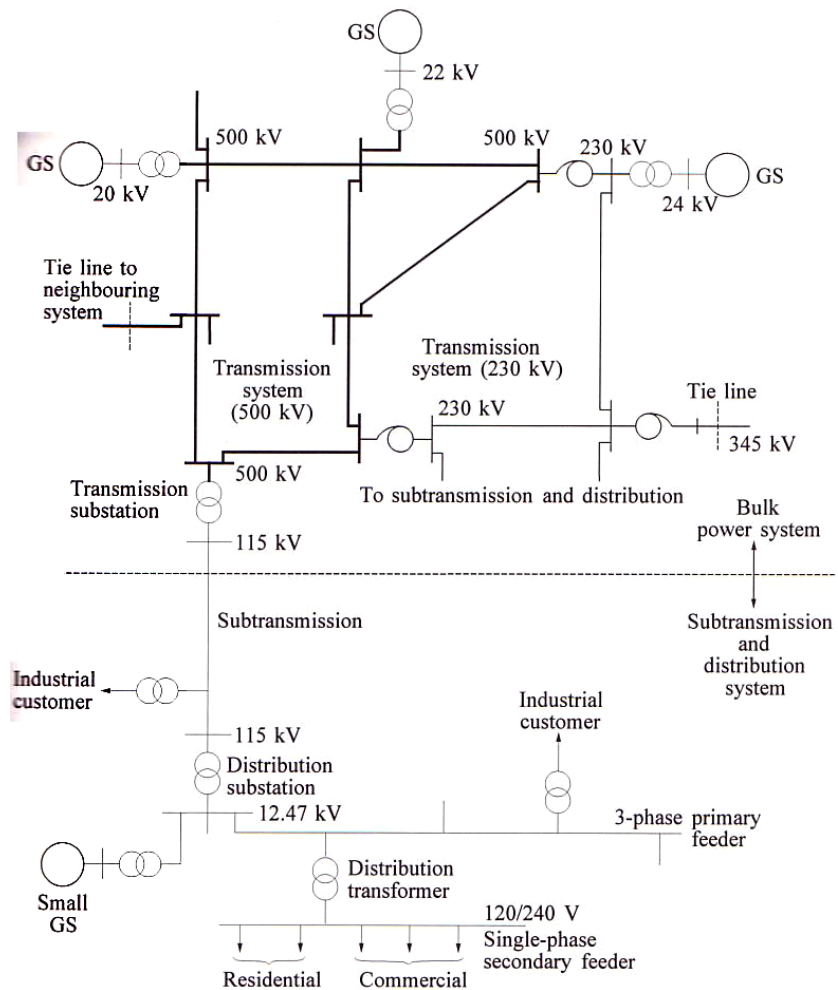 GS
22 kV
500 kV
500 kV
230 kV
GS
20 kV
24 kV
GS
Tie line to
neighbouring
system
Transmission
system
(500 kV)
Transmission
system (230 kV)
230 kV
Tie line
345 kV
500 kV
To subtransmission and distribution
Transmission
substation
115 kV
Bulk
power system
Subtransmission
Subtransmission
and
distribution
system
Industrial
customer
Industrial
customer
115 kV
Distribution
substation
12.47 kV
3-phase primary
feeder
Small
GS
Distribution
transformer
120/240 V
Single-phase
secondary feeder
Residential
Commercial